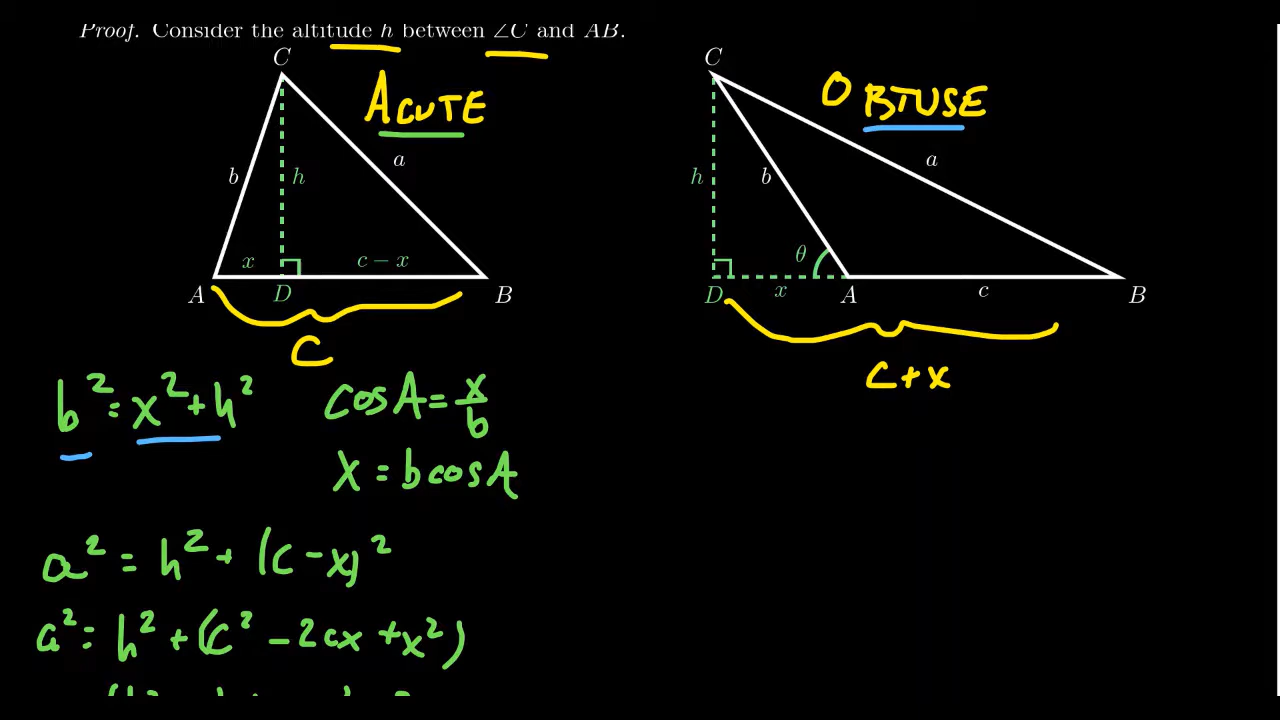 Proof. Consider the altitude h between ∠C and AB.
C
ACUTE
b
h
a
x
c − x
A
D
B
C
C
OBTUSE
h
b
a
θ
D
x
A
c
B
c + x
b² = x² + h²
cos A = x/b
x = b cos A
a² = h² + (c − x)²
a² = h² + (c² − 2cx + x²)